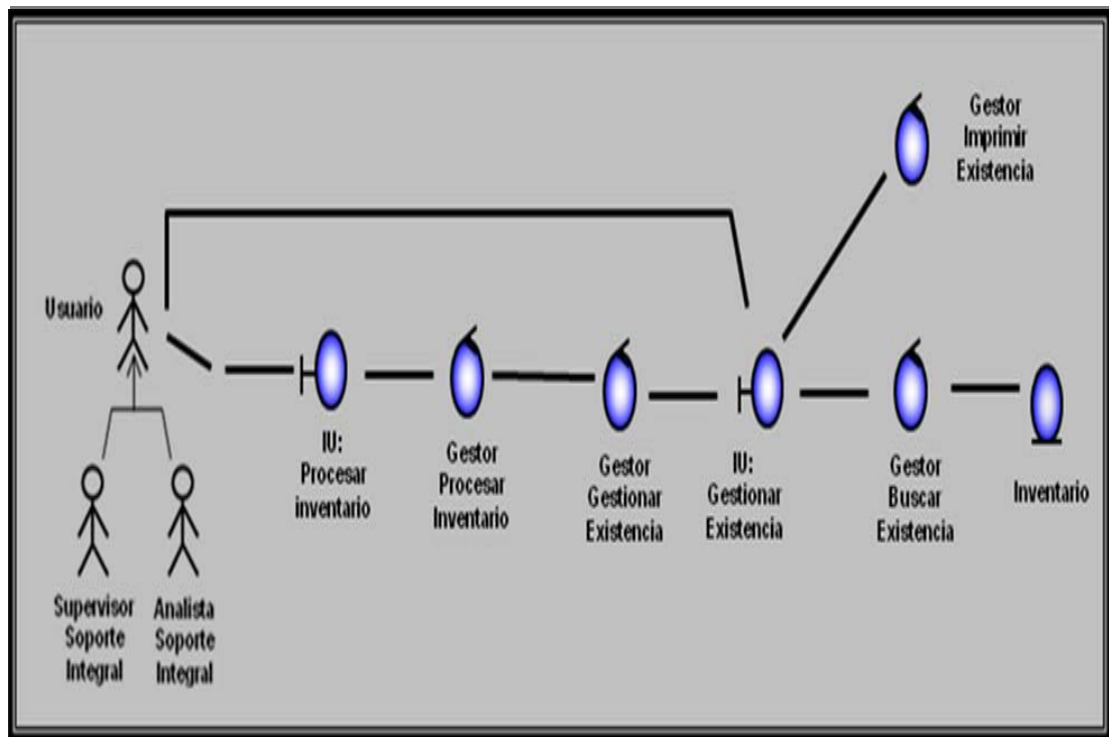 Gestor
Imprimir
Existencia
Usuario
IU:
Procesar
inventario
Gestor
Procesar
Inventario
Gestor
Gestionar
Existencia
IU:
Gestionar
Existencia
Gestor
Buscar
Existencia
Inventario
Supervisor
Soporte
Integral
Analista
Soporte
Integral